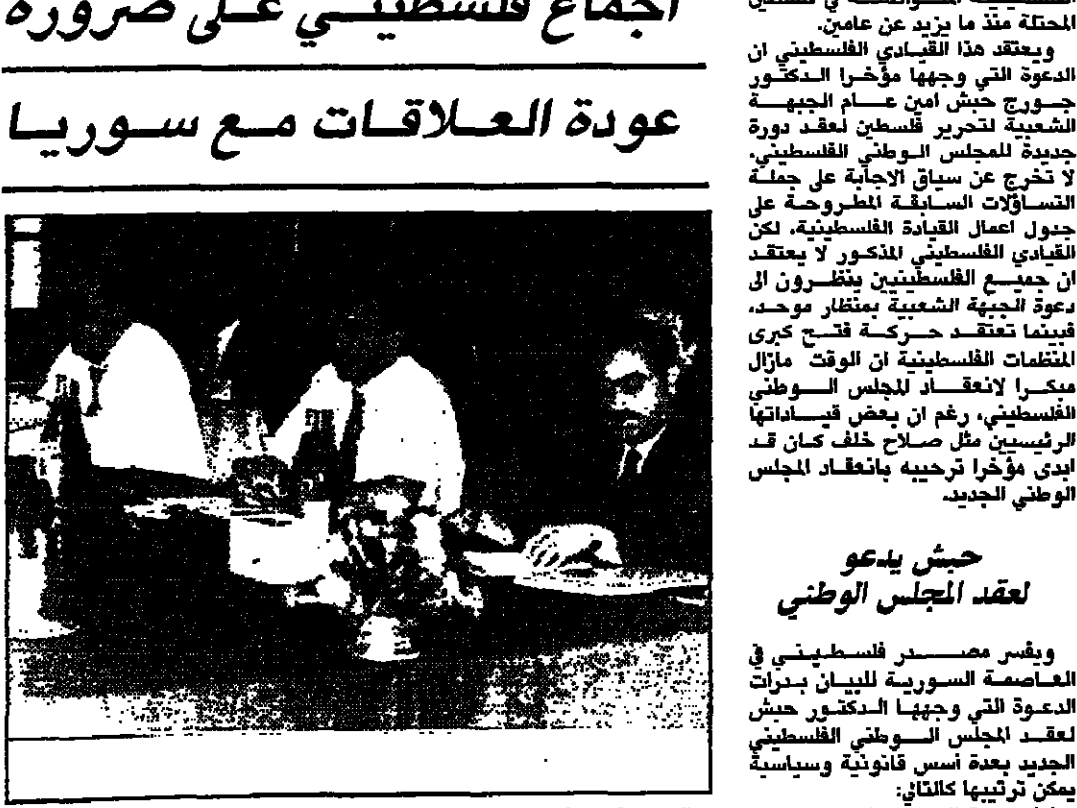 اجماع فلسطيني على ضرورة
عودة العلاقات مع سوريا
المحتلة منذ ما يزيد عن عامين.
ويعتقد هذا القيادي الفلسطيني ان
الدعوة التي وجهها مؤخرا الدكتور
جورج حبش امين عام الجبهة
الشعبية لتحرير فلسطين لعقد دورة
جديدة للمجلس الوطني الفلسطيني.
لا تخرج عن سياق الاجابة على جملة
التساؤلات السابقة المطروحة على
جدول اعمال القيادة الفلسطينية. لكن
القيادي الفلسطيني المذكور لا يعتقد
ان جميع الفلسطينيين ينظرون الى
دعوة الجبهة الشعبية بمنظار موحد،
فبينما تعتقد حركة فتح كبرى
المنظمات الفلسطينية ان الوقت مازال
مبكرا لانعقاد المجلس الوطني
الفلسطيني، رغم ان بعض قياداتها
الرئيسيين مثل صلاح خلف كان قد
ابدى مؤخرا ترحيبه بانعقاد المجلس
الوطني الجديد.
حبش يدعو
لعقد المجلس الوطني
ويفسر مصدر فلسطيني في
العاصمة السورية للبيان بدرات
الدعوة التي وجهها الدكتور حبش
لعقد المجلس الوطني الفلسطيني
الجديد بعدة أسس قانونية وسياسية
يمكن ترتيبها كالتالي: